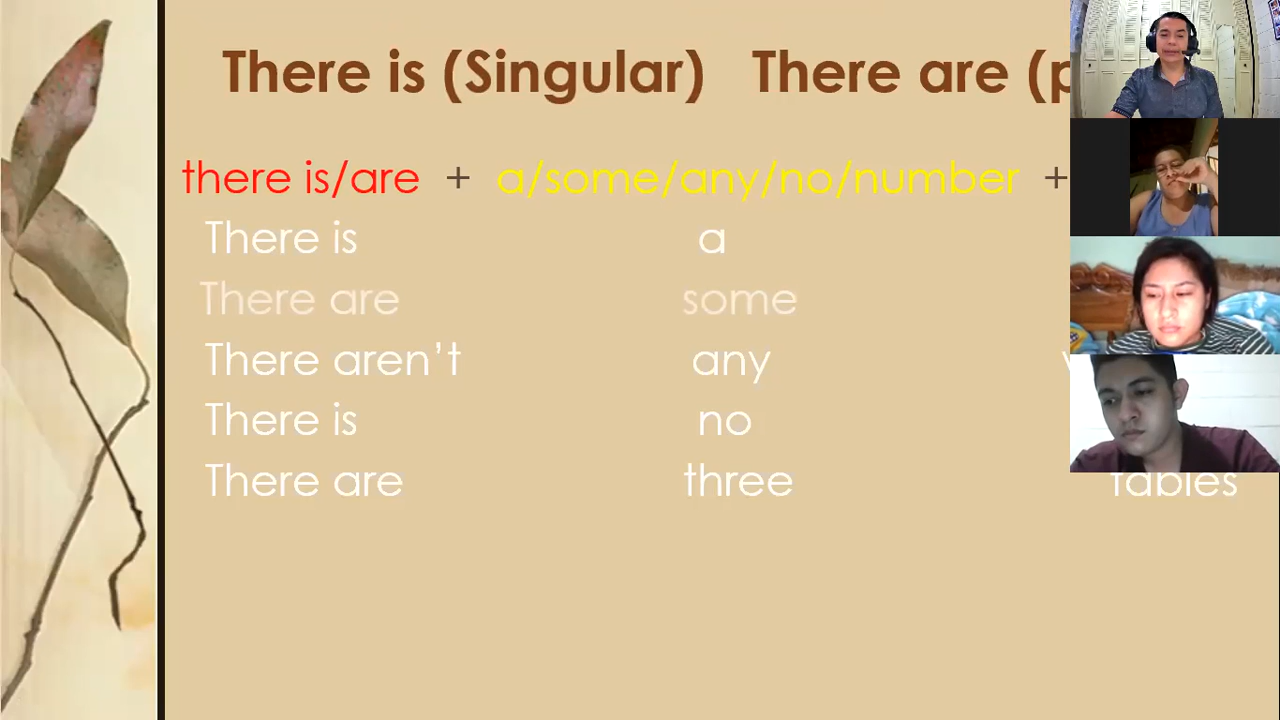 There is (Singular) There are (p
there is/are + a/some/any/no/number +
There is a
There are some
There aren’t any
There is no
There are three tables